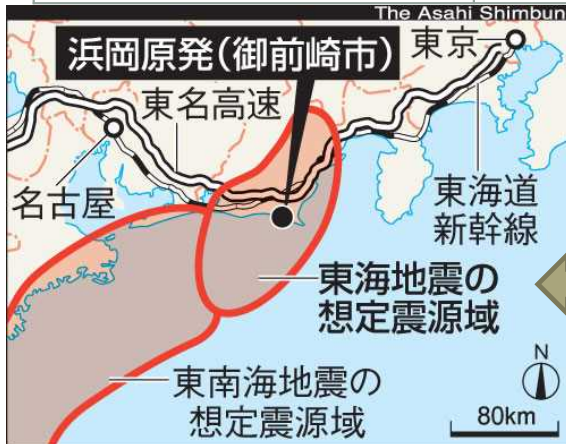 The Asahi Shimbun
浜岡原発(御前崎市)
東京
東名高速
名古屋
東海道
新幹線
東海地震の
想定震源域
東南海地震の
想定震源域
N
80km